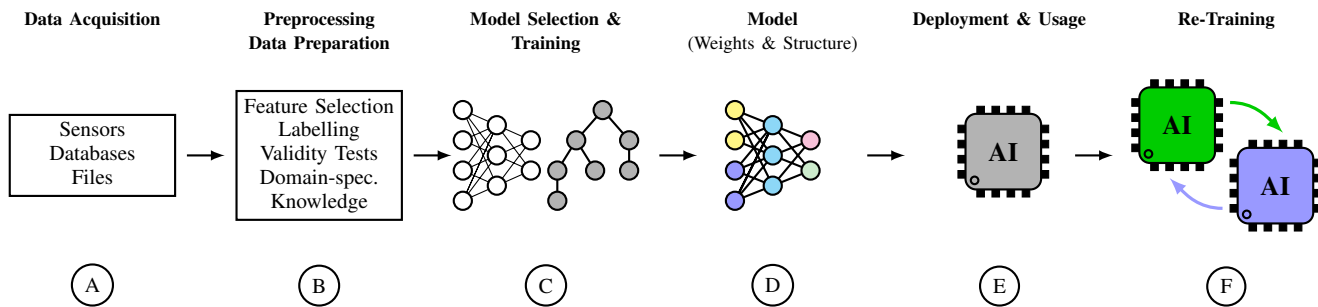 Data Acquisition
Preprocessing
Data Preparation
Model Selection &
Training
Model
(Weights & Structure)
Deployment & Usage
Re-Training
Sensors
Databases
Files
Feature Selection
Labelling
Validity Tests
Domain-spec.
Knowledge
AI
AI
AI
A
B
C
D
E
F